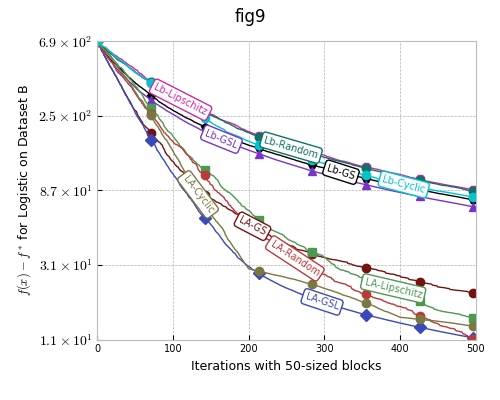 fig9
6.9 × 10²
2.5 × 10²
8.7 × 10¹
3.1 × 10¹
1.1 × 10¹
f(x) − f* for Logistic on Dataset B
Lb-Lipschitz
Lb-GSL
Lb-Random
Lb-GS
Lb-Cyclic
LA-Cyclic
LA-GS
LA-Random
LA-Lipschitz
LA-GSL
0 100 200 300 400 500
Iterations with 50-sized blocks